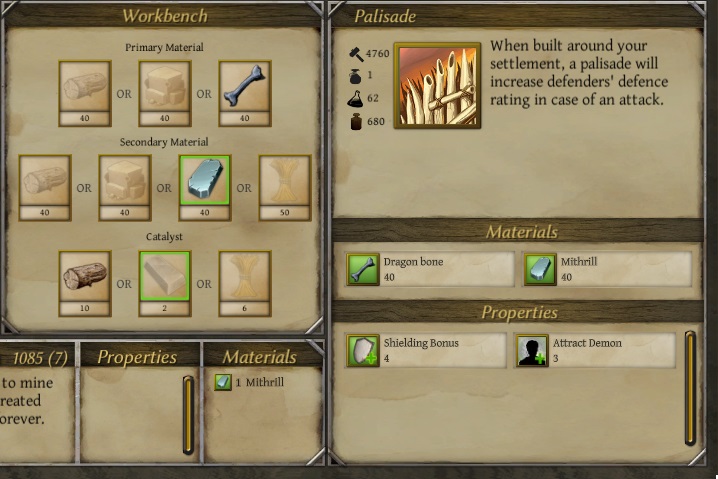 Workbench
Primary Material
40 OR 40 OR 40
Secondary Material
40 OR 40 OR 40 OR 50
Catalyst
10 OR 2 OR 6
1085 (7)
to mine
reated
orever.
Properties
Materials
1 Mithrill
Palisade
4760
1
62
680
When built around your
settlement, a palisade will
increase defenders' defence
rating in case of an attack.
Materials
Dragon bone
40
Mithrill
40
Properties
Shielding Bonus
4
Attract Demon
3